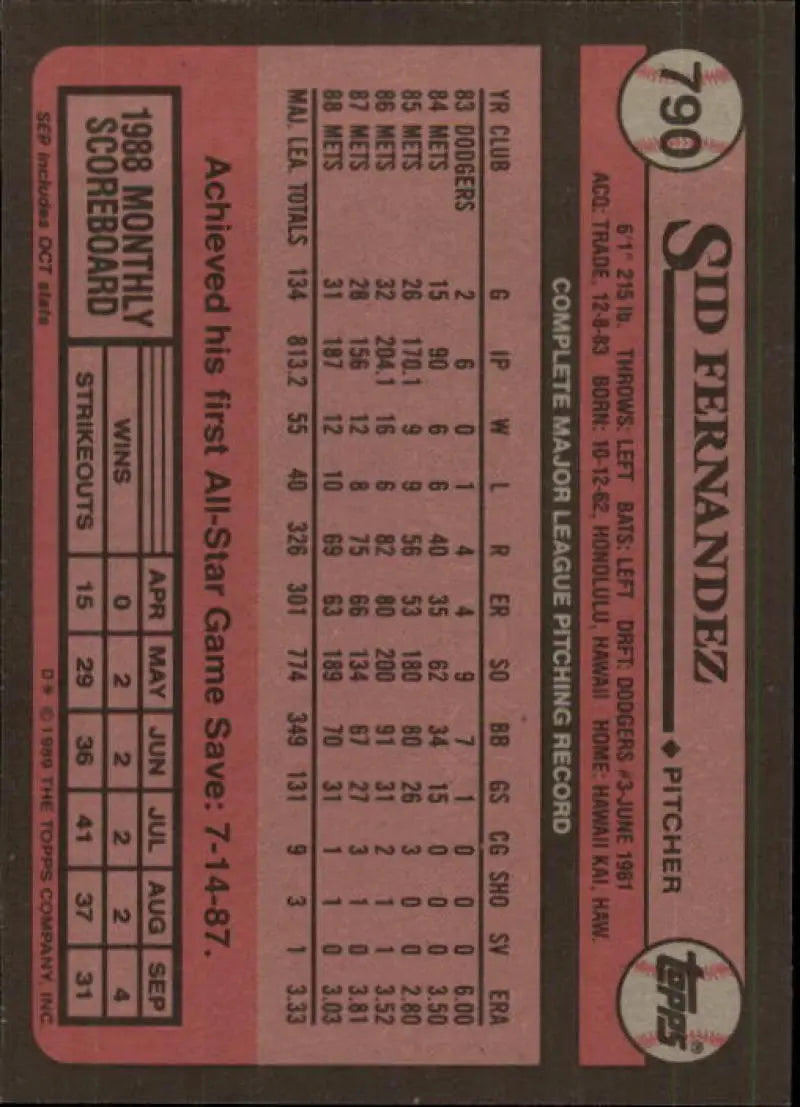 790
SID FERNANDEZ ♦ PITCHER
topps®
6'1" 215 lb. THROWS: LEFT BATS: LEFT DRFT: DODGERS #3-JUNE 1981
ACQ: TRADE, 12-8-83 BORN: 10-12-62, HONOLULU, HAWAII HOME: HAWAII KAI, HAW.
COMPLETE MAJOR LEAGUE PITCHING RECORD
YR CLUB G IP W L R ER SO BB GS CG SHO SV ERA
83 DODGERS 2 6 0 1 4 4 9 7 1 0 0 0 6.00
84 METS 15 90 6 6 40 35 62 34 15 0 0 0 3.50
85 METS 26 170.1 9 9 56 53 180 80 26 3 0 0 2.80
86 METS 32 204.1 16 6 82 80 200 91 31 2 1 1 3.52
87 METS 28 156 12 8 75 66 134 67 27 3 1 0 3.81
88 METS 31 187 12 10 69 63 189 70 31 1 1 0 3.03
MAJ. LEA. TOTALS 134 813.2 55 40 326 301 774 349 131 9 3 1 3.33
Achieved his first All-Star Game Save: 7-14-87.
1988 MONTHLY
SCOREBOARD
APR MAY JUN JUL AUG SEP
WINS 0 2 2 2 2 4
STRIKEOUTS 15 29 36 41 37 31
SEP includes OCT stats
D* © 1989 THE TOPPS COMPANY, INC.